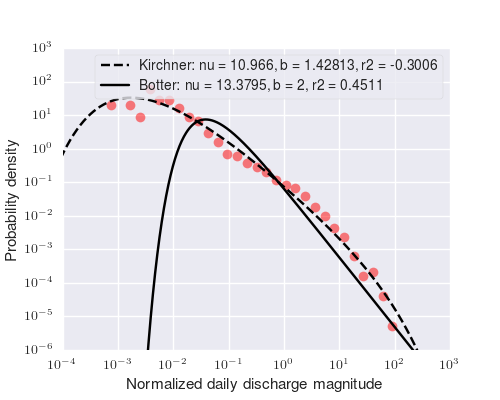 Kirchner: nu = 10.966, b = 1.42813, r2 = -0.3006
Botter: nu = 13.3795, b = 2, r2 = 0.4511
Probability density
10³
10²
10¹
10⁰
10⁻¹
10⁻²
10⁻³
10⁻⁴
10⁻⁵
10⁻⁶
10⁻⁴ 10⁻³ 10⁻² 10⁻¹ 10⁰ 10¹ 10² 10³
Normalized daily discharge magnitude